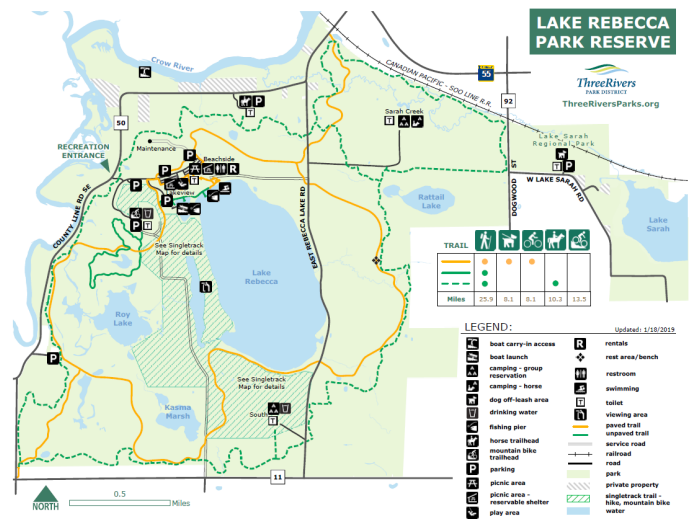 LAKE REBECCA
PARK RESERVE
ThreeRivers
PARK DISTRICT
ThreeRiversParks.org
Crow River
CANADIAN PACIFIC - SOO LINE R.R.
55
92
50
P
T
Sarah Creek
T
Lake Sarah
Regional Park
T P
W LAKE SARAH RD
DOGWOOD ST
Lake
Sarah
RECREATION
ENTRANCE
Maintenance
P
Beachside
P
R
T
P
Lakeview
P
P
T
COUNTY LINE RD SE
EAST REBECCA LAKE RD
Rattail
Lake
See Singletrack
Map for details
Lake
Rebecca
Roy
Lake
P
See Singletrack
Map for details
Kasma
Marsh
South
T
11
NORTH
0.5
Miles
TRAIL
Miles 25.9 8.1 8.1 10.3 13.5
LEGEND:
Updated: 1/18/2019
boat carry-in access
boat launch
camping - group
reservation
camping - horse
dog off-leash area
drinking water
fishing pier
horse trailhead
mountain bike
trailhead
P parking
picnic area
picnic area -
reservable shelter
play area
R rentals
rest area/bench
restroom
swimming
T toilet
viewing area
paved trail
unpaved trail
service road
railroad
road
park
private property
singletrack trail -
hike, mountain bike
water